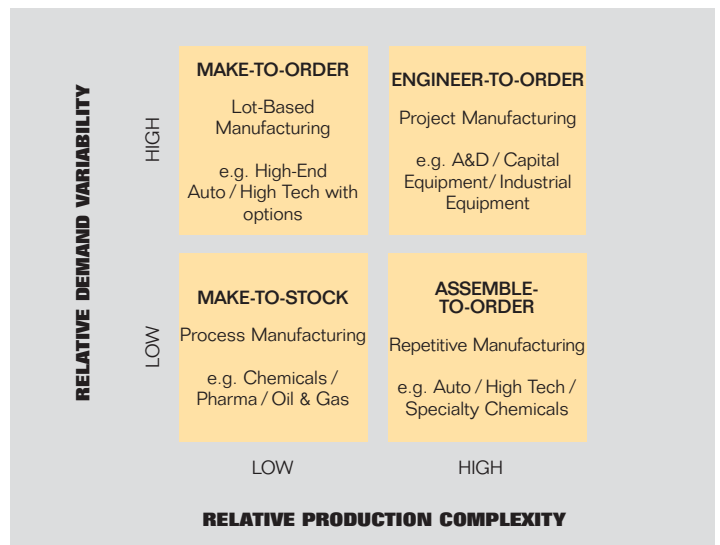 RELATIVE DEMAND VARIABILITY
HIGH
MAKE-TO-ORDER
Lot-Based
Manufacturing
e.g. High-End
Auto / High Tech with
options
ENGINEER-TO-ORDER
Project Manufacturing
e.g. A&D / Capital
Equipment/ Industrial
Equipment
LOW
MAKE-TO-STOCK
Process Manufacturing
e.g. Chemicals /
Pharma / Oil & Gas
ASSEMBLE-
TO-ORDER
Repetitive Manufacturing
e.g. Auto / High Tech /
Specialty Chemicals
LOW
HIGH
RELATIVE PRODUCTION COMPLEXITY